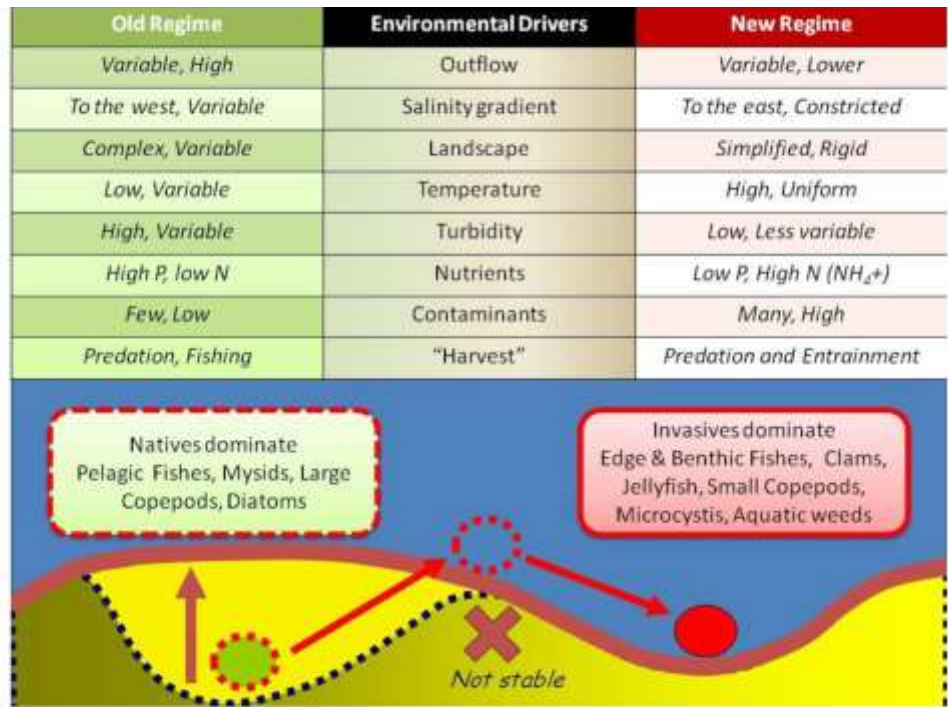 Old Regime Environmental Drivers New Regime
Variable, High Outflow Variable, Lower
To the west, Variable Salinity gradient To the east, Constricted
Complex, Variable Landscape Simplified, Rigid
Low, Variable Temperature High, Uniform
High, Variable Turbidity Low, Less variable
High P, low N Nutrients Low P, High N (NH₄+)
Few, Low Contaminants Many, High
Predation, Fishing “Harvest” Predation and Entrainment
Natives dominate
Pelagic Fishes, Mysids, Large
Copepods, Diatoms
Invasives dominate
Edge & Benthic Fishes, Clams,
Jellyfish, Small Copepods,
Microcystis, Aquatic weeds
Not stable